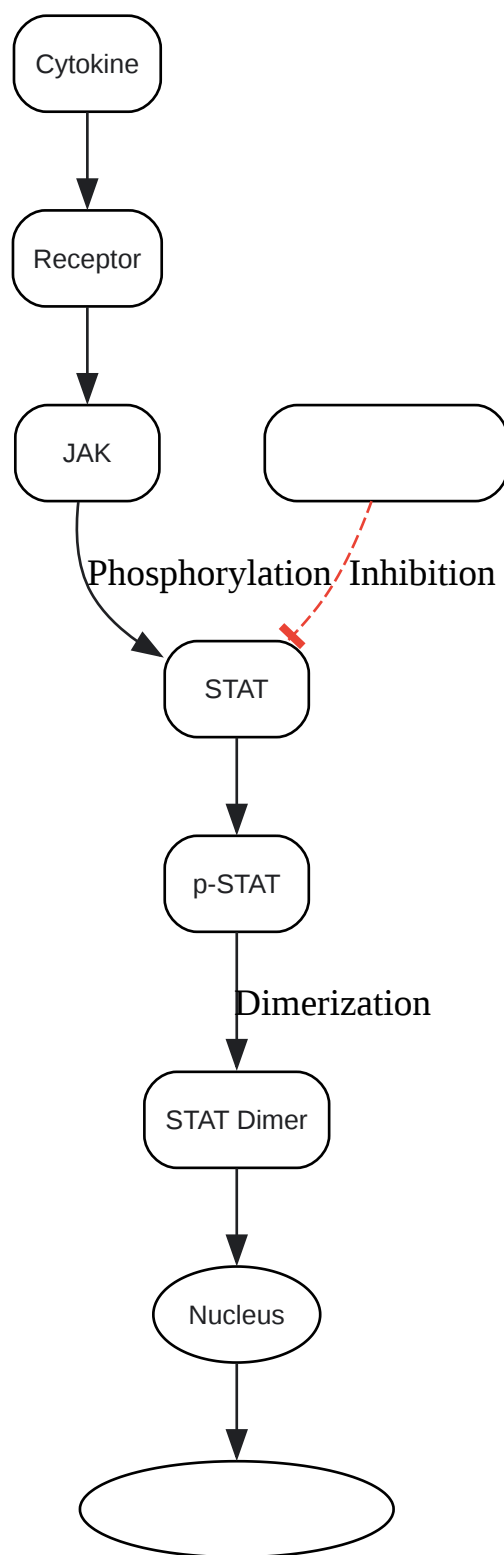 Cytokine
Receptor
JAK
Phosphorylation
Inhibition
STAT
p-STAT
Dimerization
STAT Dimer
Nucleus